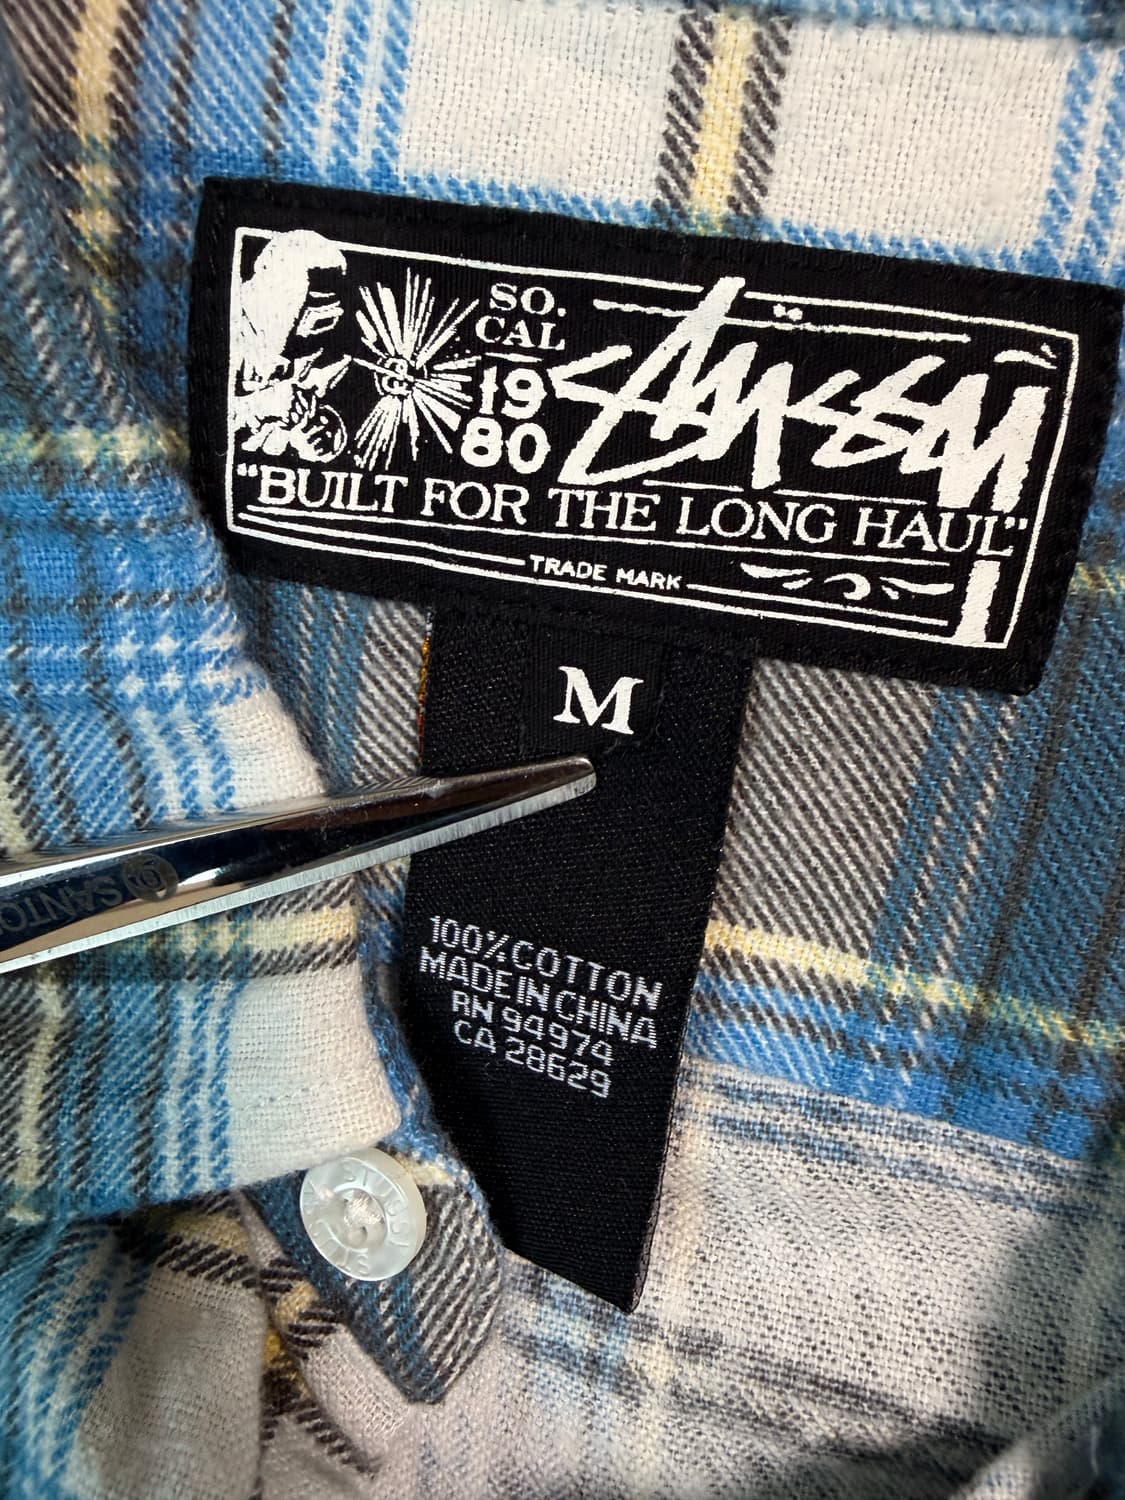 SO.
CAL
19
80
STÜSSY
"BUILT FOR THE LONG HAUL"
TRADE MARK
M
100%COTTON
MADE IN CHINA
RN 94974
CA 28629